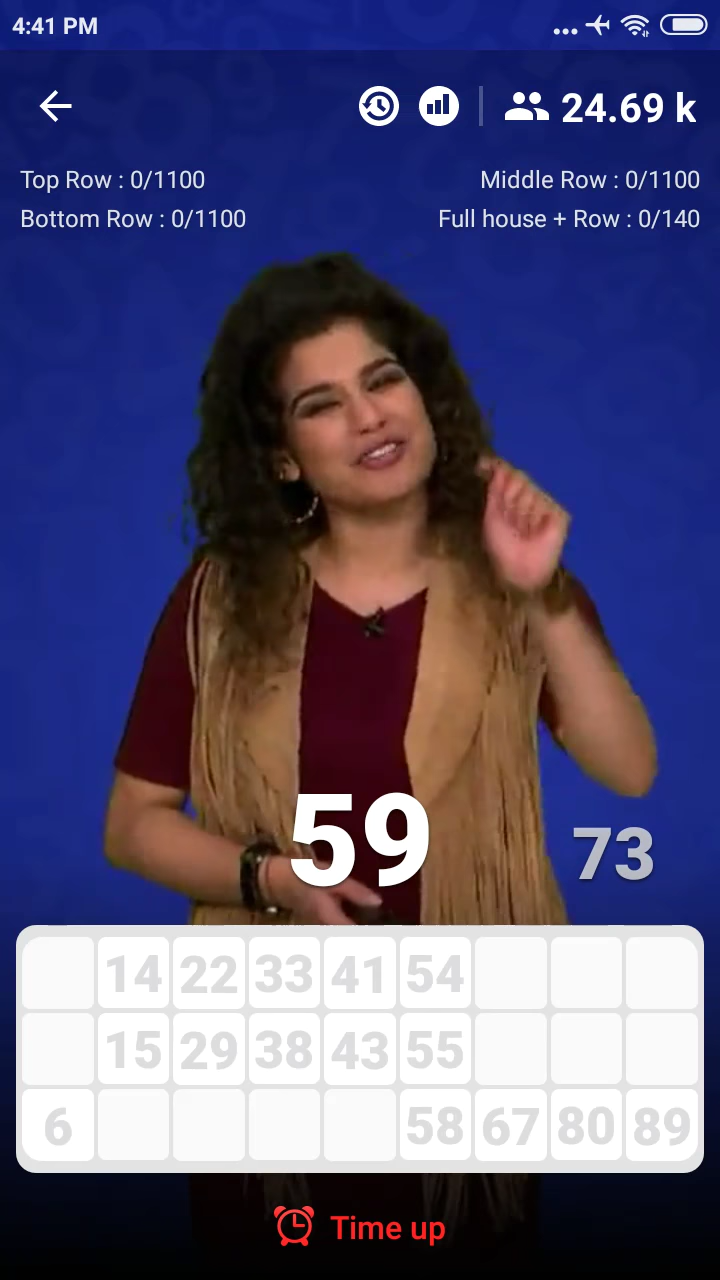 4:41 PM
24.69 k
Top Row : 0/1100
Middle Row : 0/1100
Bottom Row : 0/1100
Full house + Row : 0/140
59
73
14 22 33 41 54
15 29 38 43 55
6 58 67 80 89
Time up